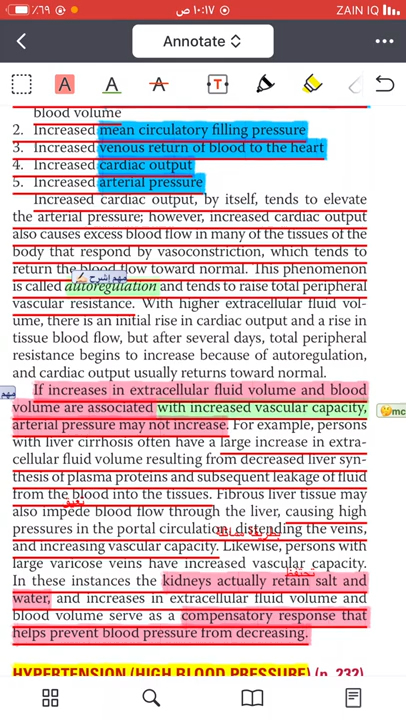 ٪٦٩ ١٠:١٧ ص ZAIN IQ
Annotate
A A A T
blood volume
2. Increased mean circulatory filling pressure
3. Increased venous return of blood to the heart
4. Increased cardiac output
5. Increased arterial pressure
Increased cardiac output, by itself, tends to elevate
the arterial pressure; however, increased cardiac output
also causes excess blood flow in many of the tissues of the
body that respond by vasoconstriction, which tends to
return the blood flow toward normal. This phenomenon
مهم اشرح
is called autoregulation and tends to raise total peripheral
vascular resistance. With higher extracellular fluid vol-
ume, there is an initial rise in cardiac output and a rise in
tissue blood flow, but after several days, total peripheral
resistance begins to increase because of autoregulation,
and cardiac output usually returns toward normal.
If increases in extracellular fluid volume and blood
مهم
volume are associated with increased vascular capacity,
mc
arterial pressure may not increase. For example, persons
with liver cirrhosis often have a large increase in extra-
cellular fluid volume resulting from decreased liver syn-
thesis of plasma proteins and subsequent leakage of fluid
from the blood into the tissues. Fibrous liver tissue may
also impede blood flow through the liver, causing high
pressures in the portal circulation, distending the veins,
and increasing vascular capacity. Likewise, persons with
large varicose veins have increased vascular capacity.
تحتفظ
In these instances the kidneys actually retain salt and
water, and increases in extracellular fluid volume and
blood volume serve as a compensatory response that
helps prevent blood pressure from decreasing.
HYPERTENSION (HIGH BLOOD PRESSURE) (p. 232)